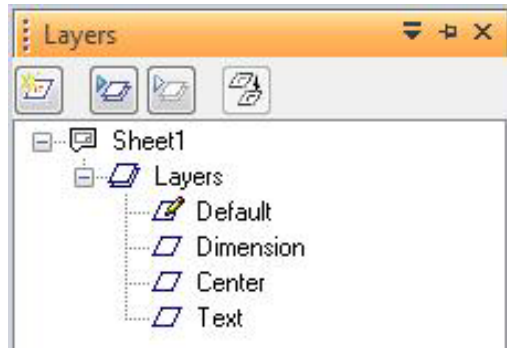 Layers
Sheet1
Layers
Default
Dimension
Center
Text